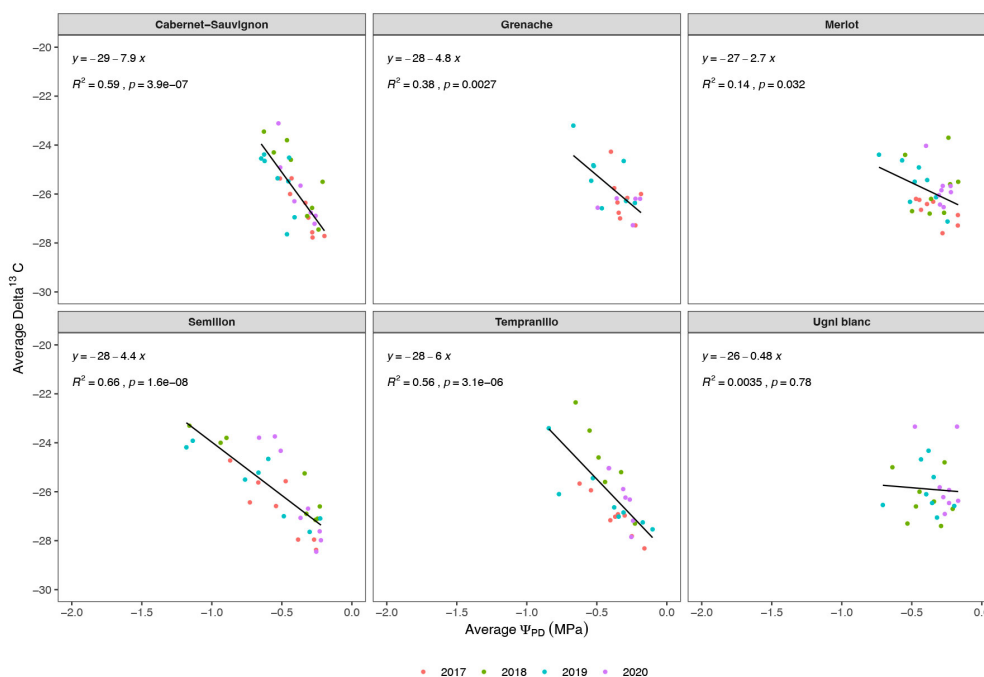 Cabernet−Sauvignon
Grenache
Merlot
y = −29 − 7.9 x
R² = 0.59 , p = 3.9e−07
y = −28 − 4.8 x
R² = 0.38 , p = 0.0027
y = −27 − 2.7 x
R² = 0.14 , p = 0.032
−20
−22
−24
−26
−28
−30
Semillon
Tempranillo
Ugni blanc
y = −28 − 4.4 x
R² = 0.66 , p = 1.6e−08
y = −28 − 6 x
R² = 0.56 , p = 3.1e−06
y = −26 − 0.48 x
R² = 0.0035 , p = 0.78
−20
−22
−24
−26
−28
−30
Average Delta¹³ C
−2.0 −1.5 −1.0 −0.5 0.0
−2.0 −1.5 −1.0 −0.5 0.0
−2.0 −1.5 −1.0 −0.5
Average ΨPD (MPa)
2017 2018 2019 2020